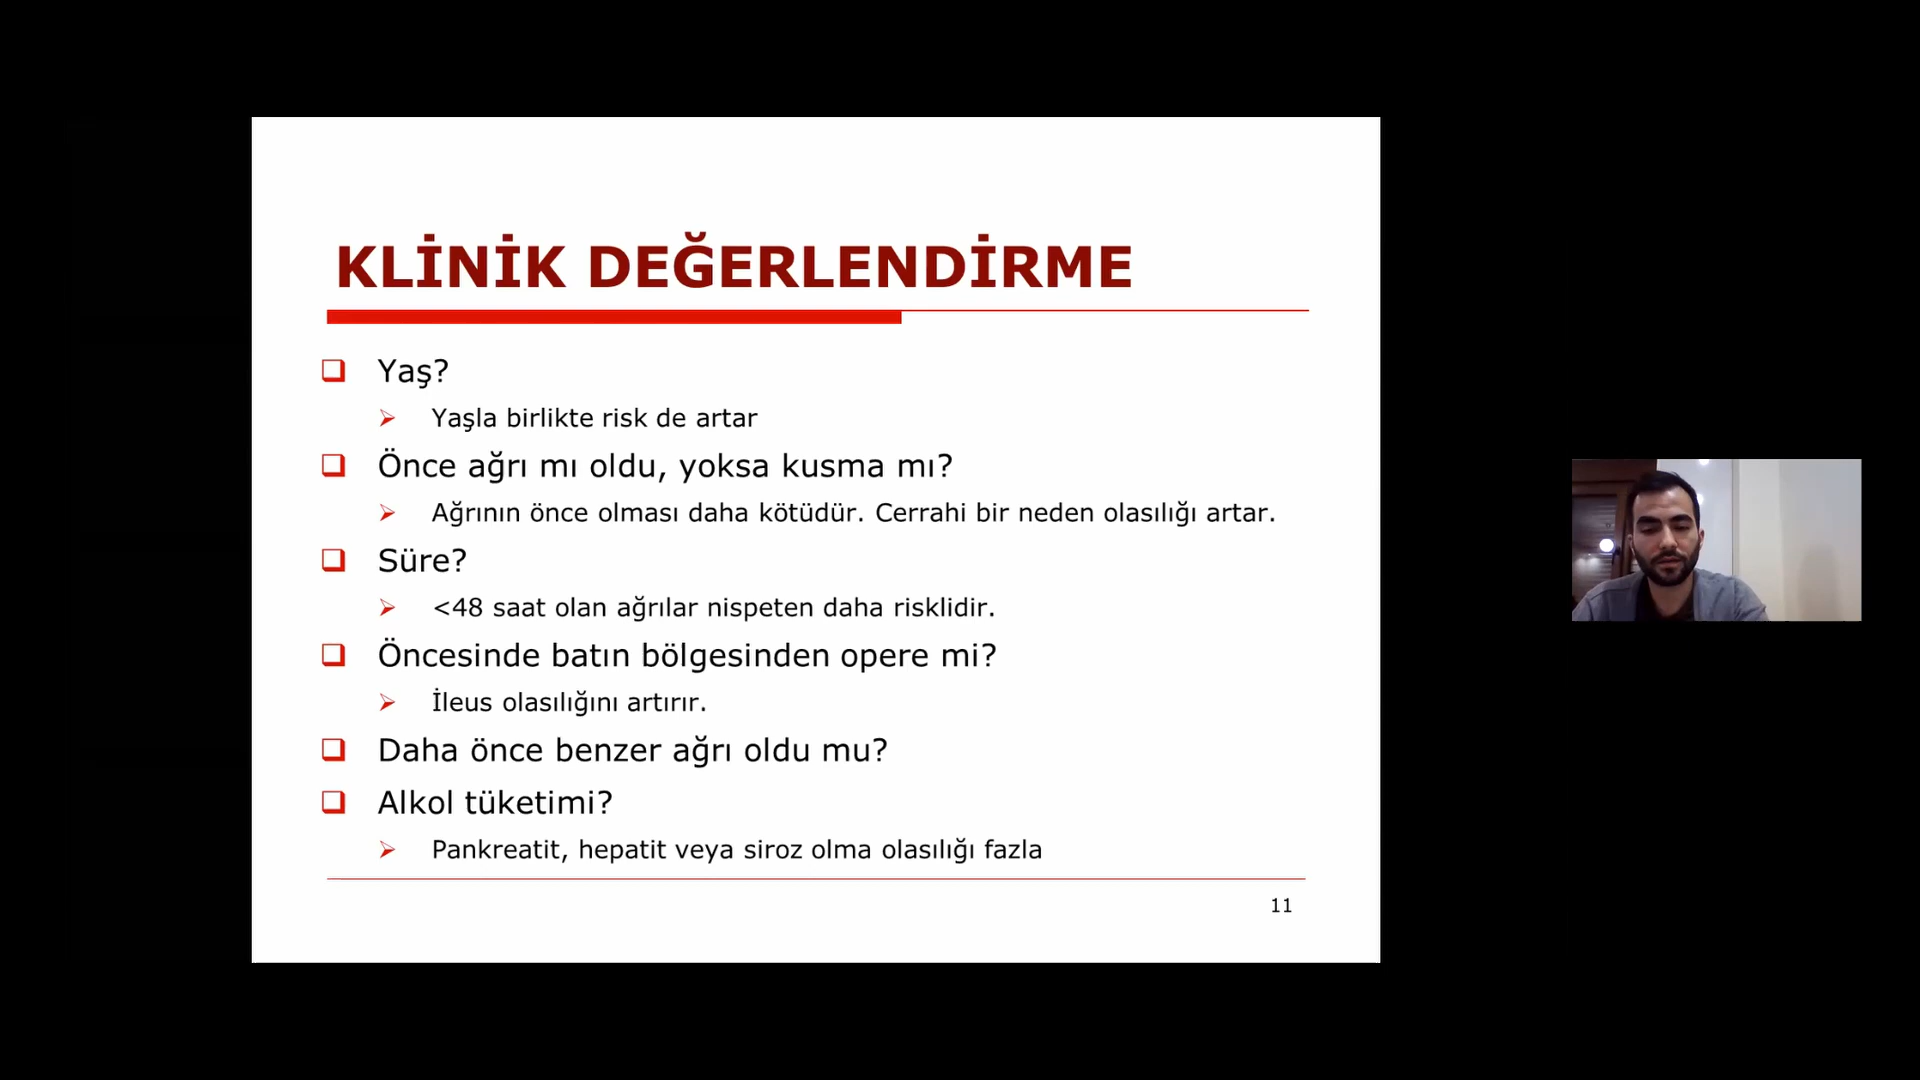 KLİNİK DEĞERLENDİRME
Yaş?
Yaşla birlikte risk de artar
Önce ağrı mı oldu, yoksa kusma mı?
Ağrının önce olması daha kötüdür. Cerrahi bir neden olasılığı artar.
Süre?
<48 saat olan ağrılar nispeten daha risklidir.
Öncesinde batın bölgesinden opere mi?
İleus olasılığını artırır.
Daha önce benzer ağrı oldu mu?
Alkol tüketimi?
Pankreatit, hepatit veya siroz olma olasılığı fazla
11